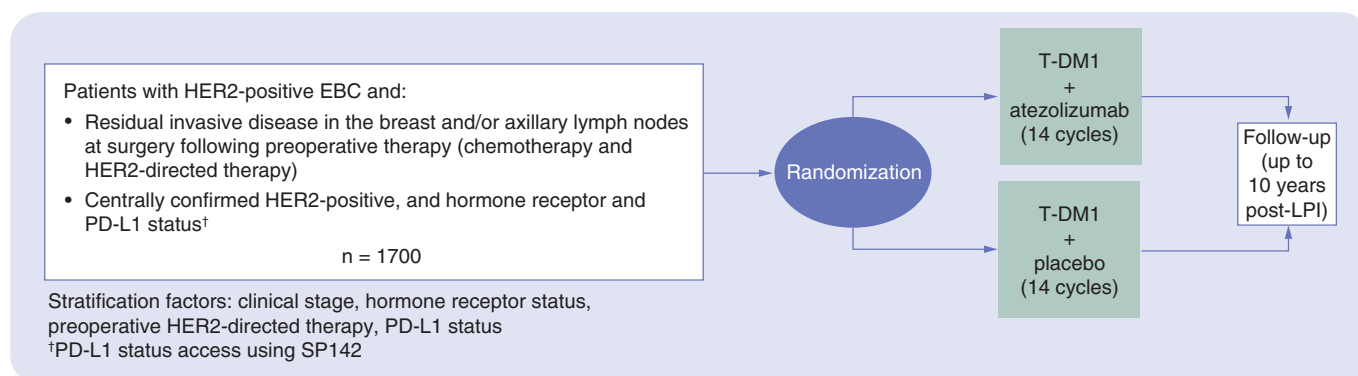 Patients with HER2-positive EBC and:
• Residual invasive disease in the breast and/or axillary lymph nodes
at surgery following preoperative therapy (chemotherapy and
HER2-directed therapy)
• Centrally confirmed HER2-positive, and hormone receptor and
PD-L1 status†
n = 1700
Stratification factors: clinical stage, hormone receptor status,
preoperative HER2-directed therapy, PD-L1 status
†PD-L1 status access using SP142
Randomization
T-DM1
+
atezolizumab
(14 cycles)
T-DM1
+
placebo
(14 cycles)
Follow-up
(up to
10 years
post-LPI)